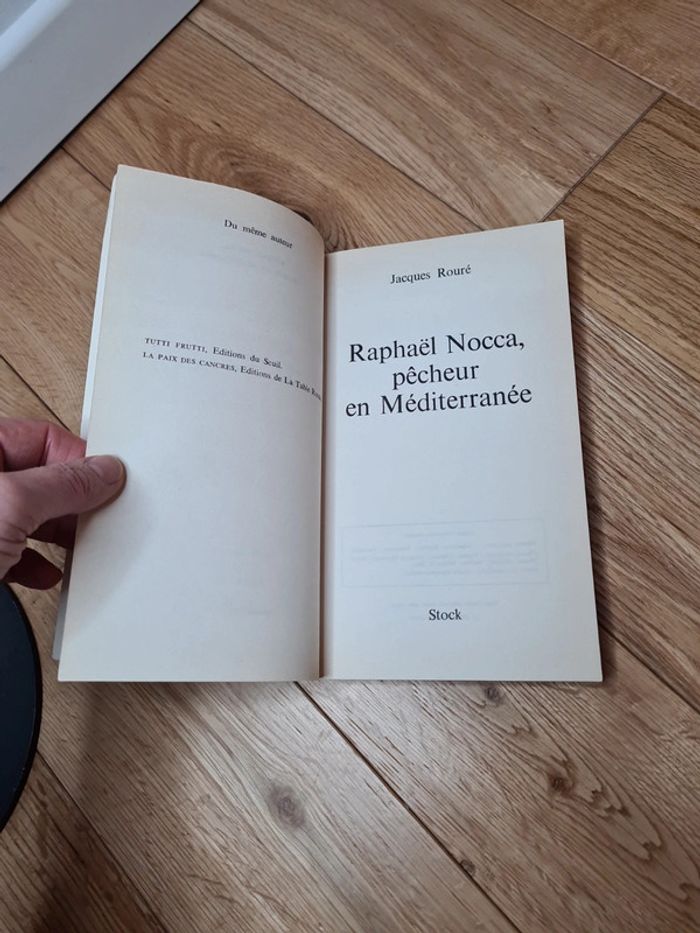 Du même auteur
TUTTI FRUTTI, Editions du Seuil.
LA PAIX DES CANCRES, Editions de La Table Ronde.
Jacques Rouré
Raphaël Nocca,
pêcheur
en Méditerranée
Stock